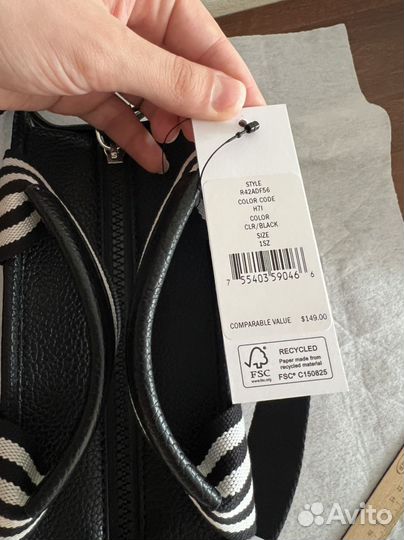 STYLE
R42ADF56
COLOR CODE
H7I
COLOR
CLR/BLACK
SIZE
1SZ
7 55403 59046 6
COMPARABLE VALUE: $149.00
FSC
www.fsc.org
RECYCLED
Paper made from
recycled material
FSC® C150825
Avito